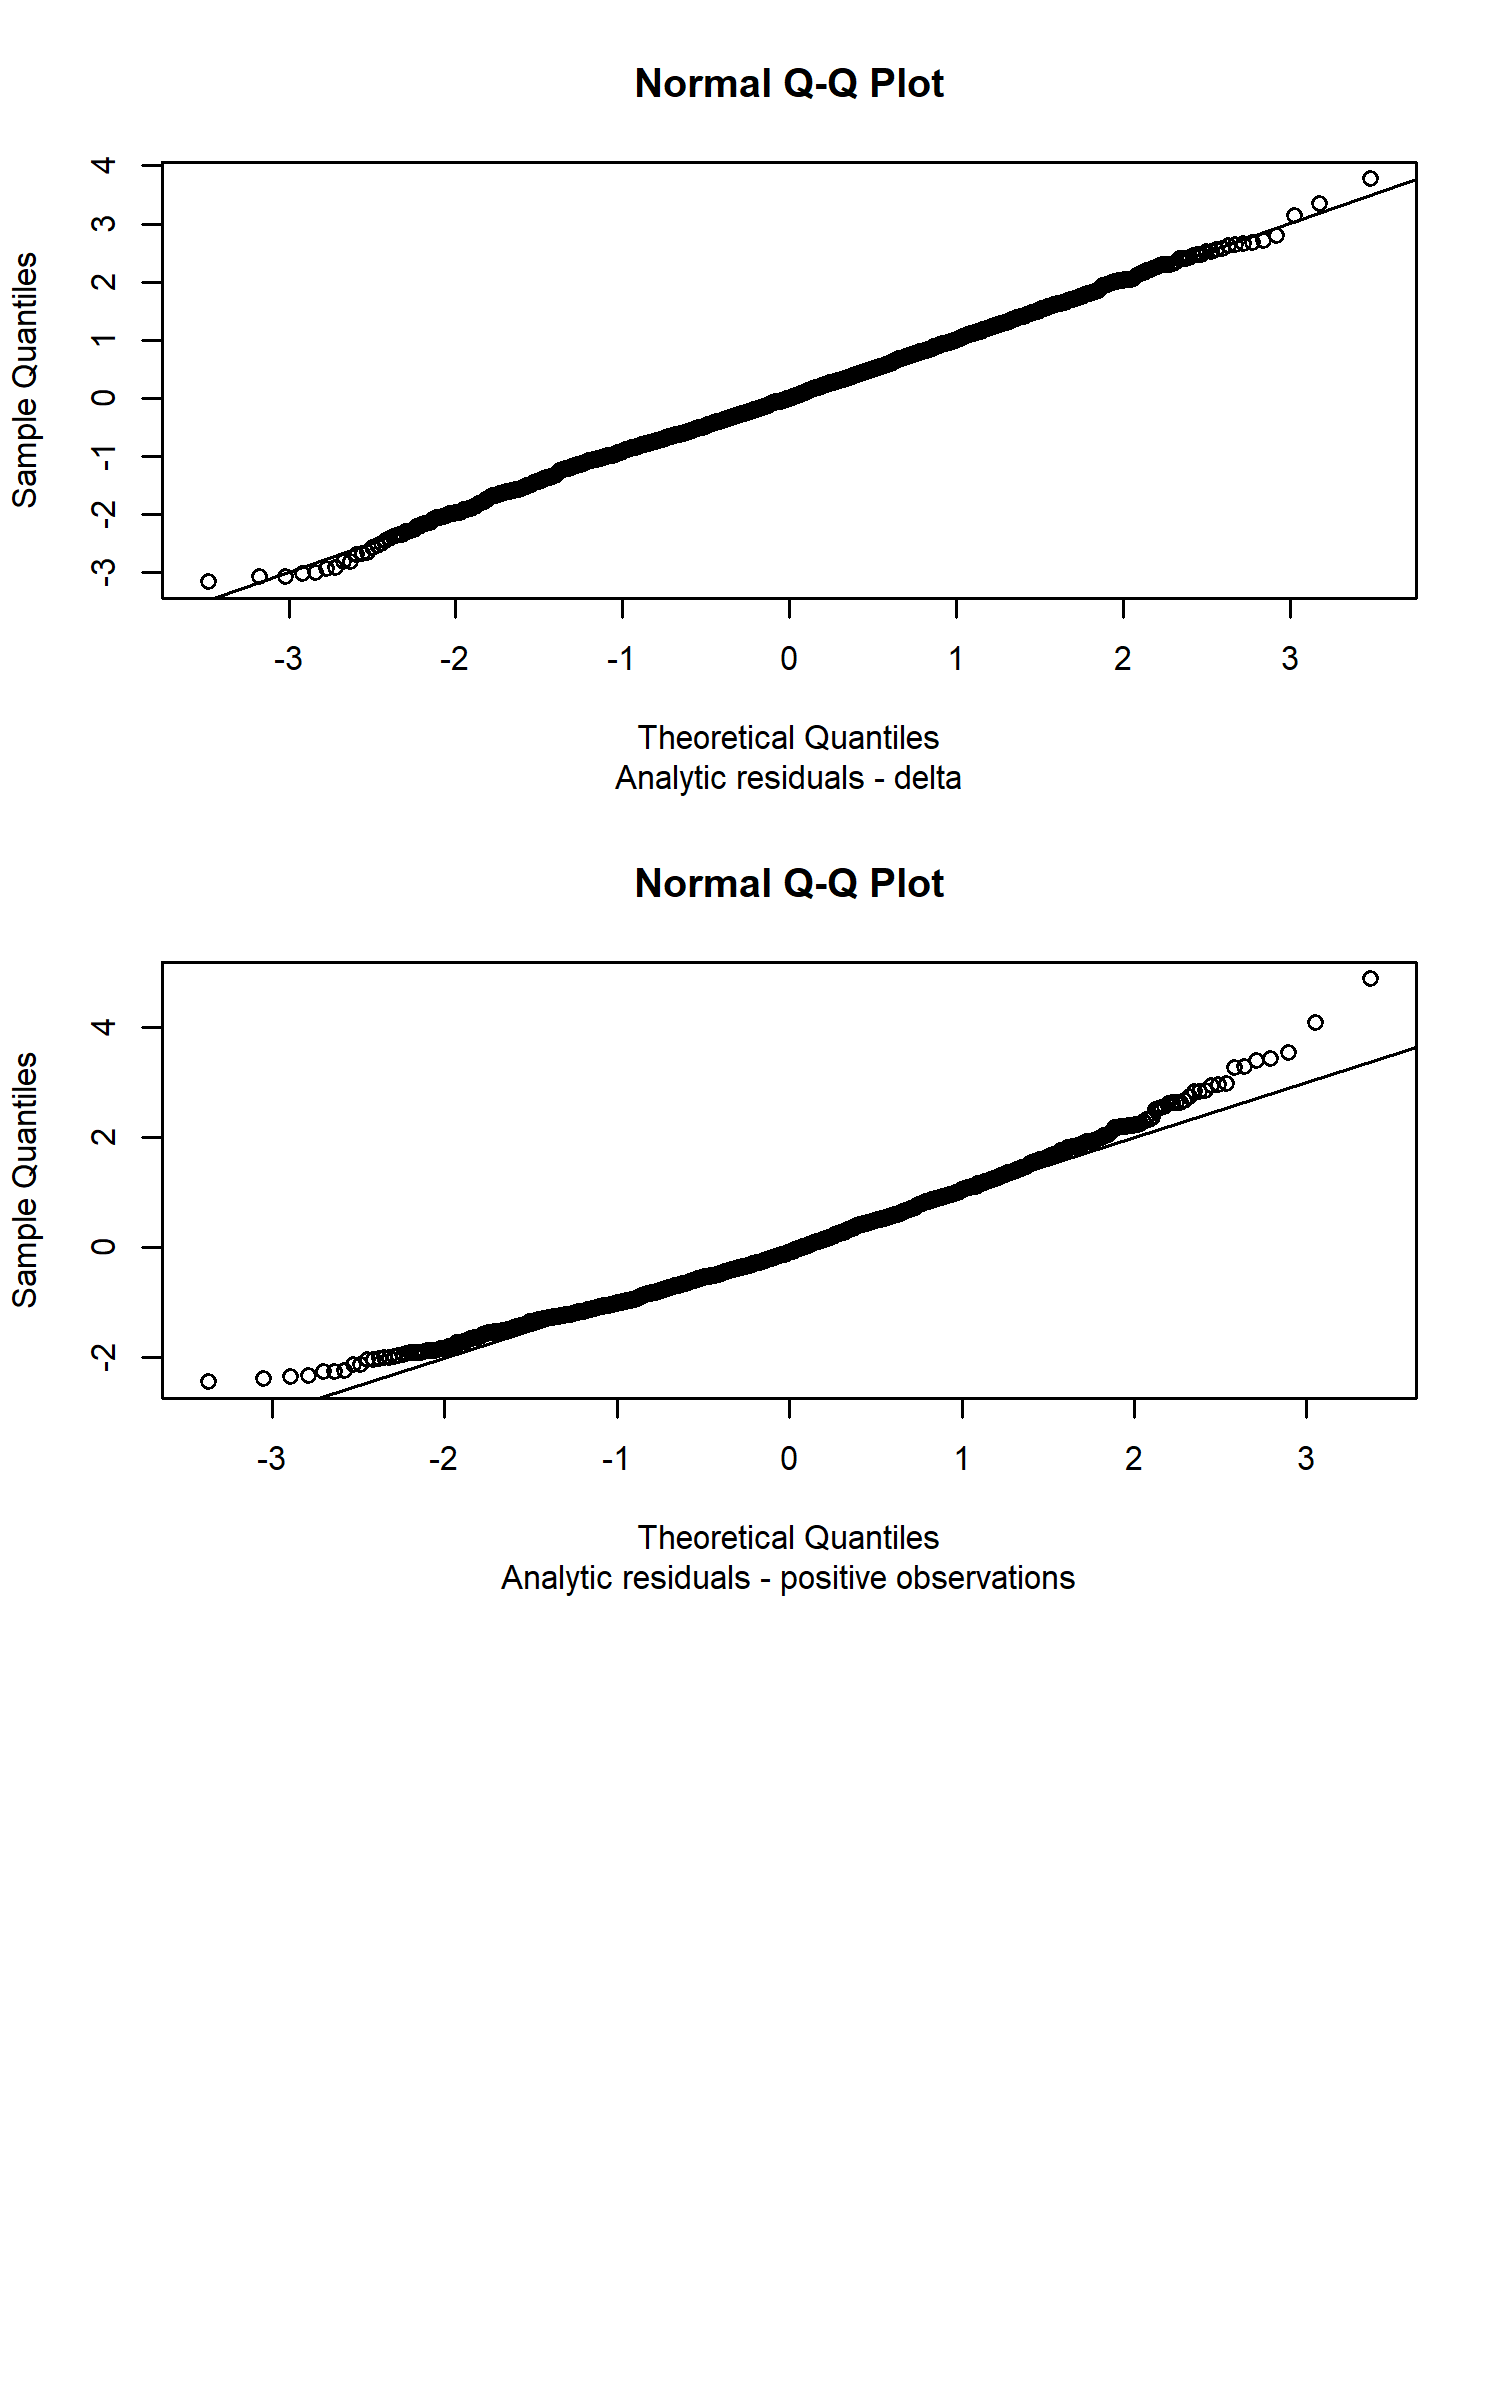 Normal Q-Q Plot
Sample Quantiles
4
3
2
1
0
-1
-2
-3
-3 -2 -1 0 1 2 3
Theoretical Quantiles
Analytic residuals - delta
Normal Q-Q Plot
Sample Quantiles
4
2
0
-2
-3 -2 -1 0 1 2 3
Theoretical Quantiles
Analytic residuals - positive observations